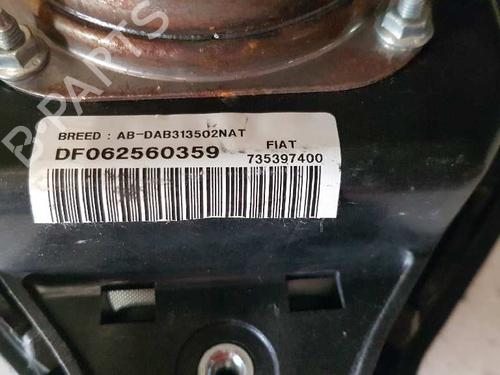 B-PARTS
BREED : AB-DAB313502NAT
DF062560359
FIAT
735397400